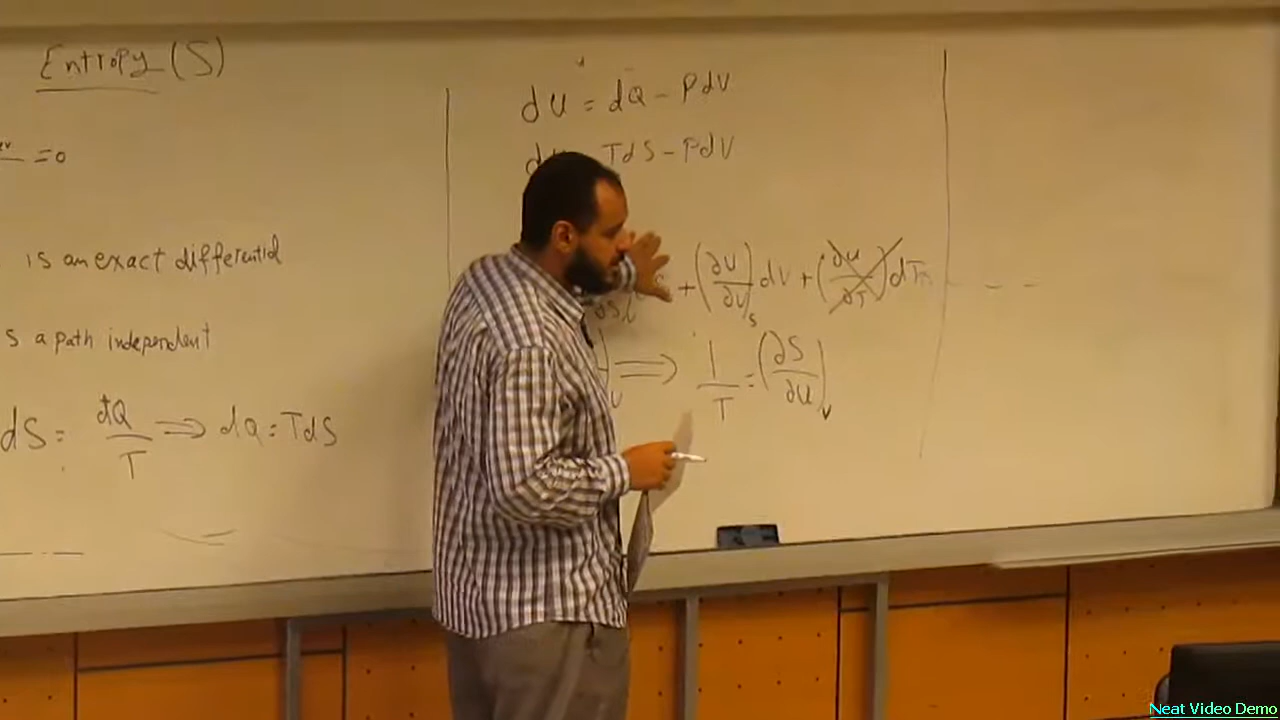 Entropy (S)
= 0
is an exact differential
s a path independent
dS = đQ/T ⟹ dQ = TdS
dU = dQ - PdV
TdS - PdV
+ (∂U/∂V)_S dV + (∂U/∂T) dT - - -
⟹ 1/T = (∂S/∂U)_V
Neat Video Demo